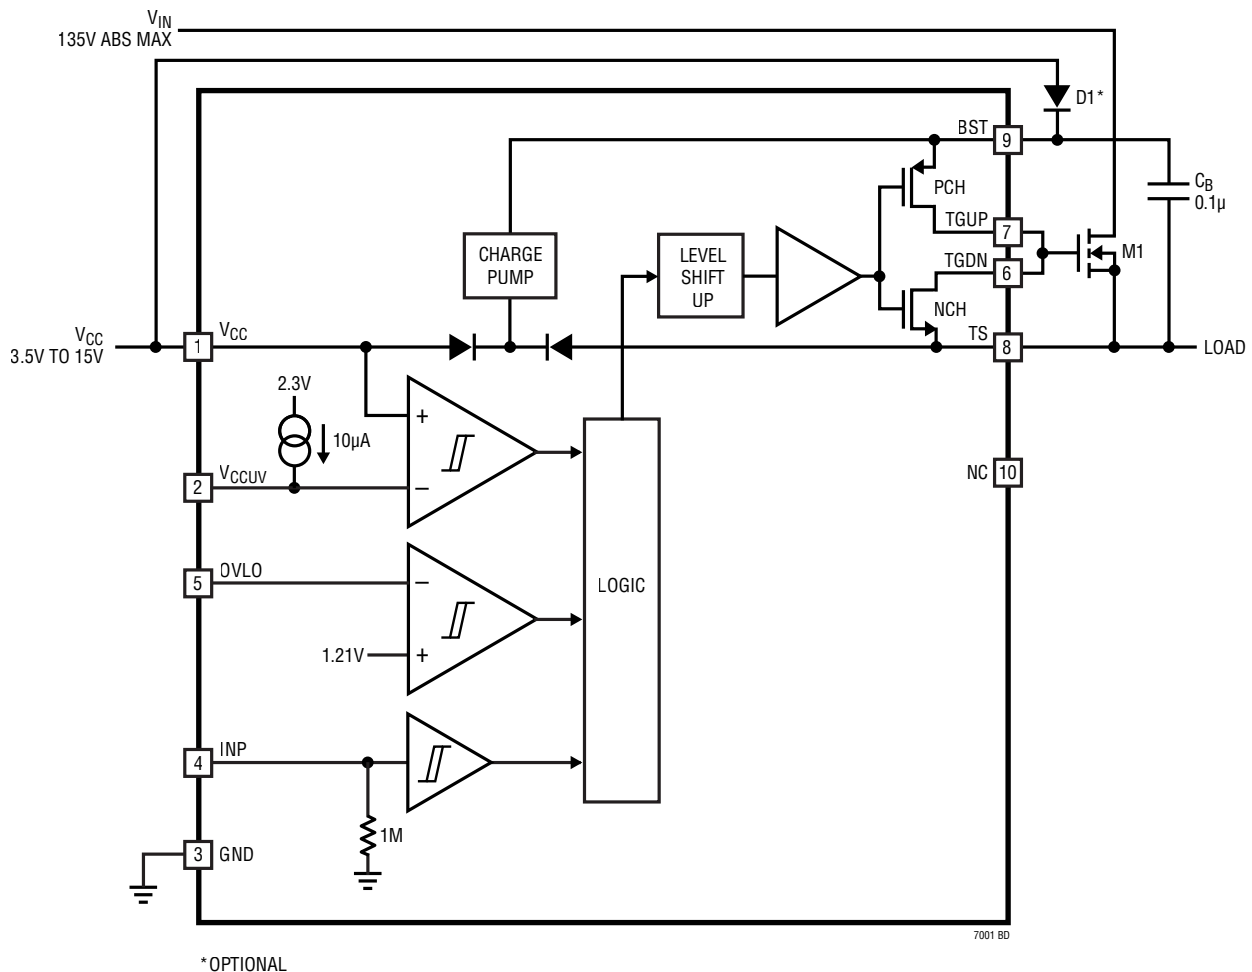 VIN
135V ABS MAX
D1*
BST
9
PCH
CB
0.1µ
TGUP
7
CHARGE
PUMP
LEVEL
SHIFT
UP
M1
TGDN
6
NCH
VCC
3.5V TO 15V
1
VCC
TS
8
LOAD
2.3V
+
10µA
2
VCCUV
−
NC
10
5
OVLO
−
LOGIC
1.21V
+
4
INP
1M
3
GND
7001 BD
*OPTIONAL